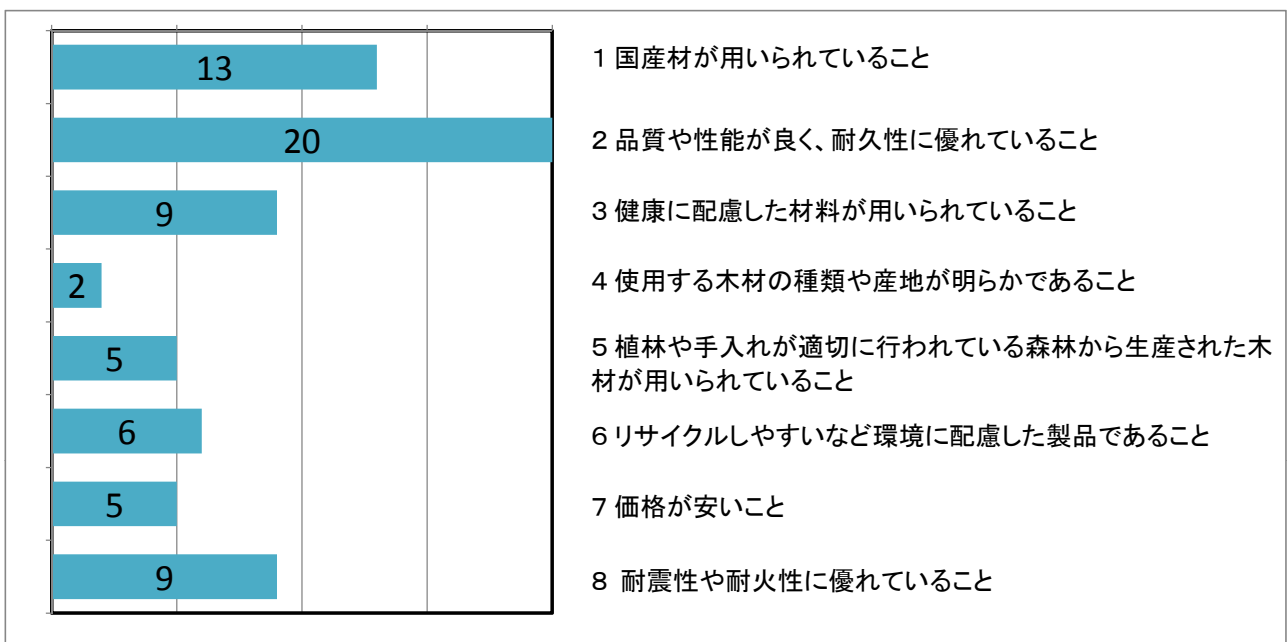 13
1 国産材が用いられていること
20
2 品質や性能が良く、耐久性に優れていること
9
3 健康に配慮した材料が用いられていること
2
4 使用する木材の種類や産地が明らかであること
5
5 植林や手入れが適切に行われている森林から生産された木
材が用いられていること
6
6 リサイクルしやすいなど環境に配慮した製品であること
5
7 価格が安いこと
9
8 耐震性や耐火性に優れていること